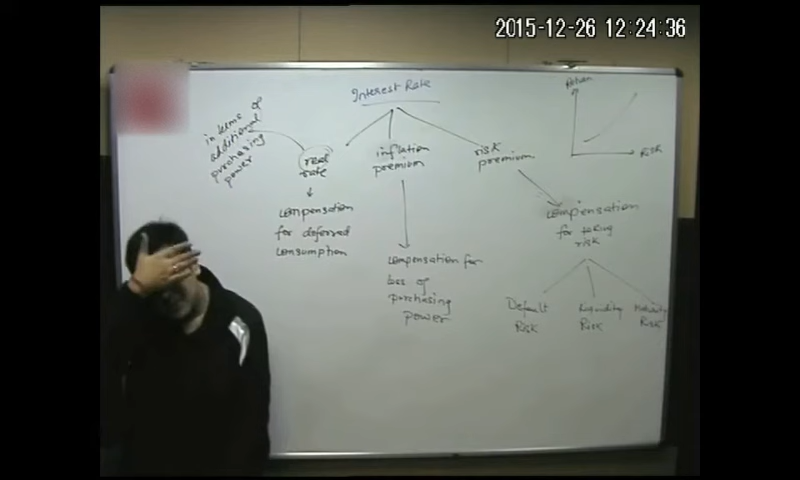 2015-12-26 12:24:36
Interest Rate
Return
Risk
in terms of
additional
purchasing
power
real
rate
inflation
premium
risk
premium
compensation
for deferred
consumption
compensation for
loss of
purchasing
power
compensation
for taking
risk
Default
Risk
Liquidity
Risk
Maturity
Risk